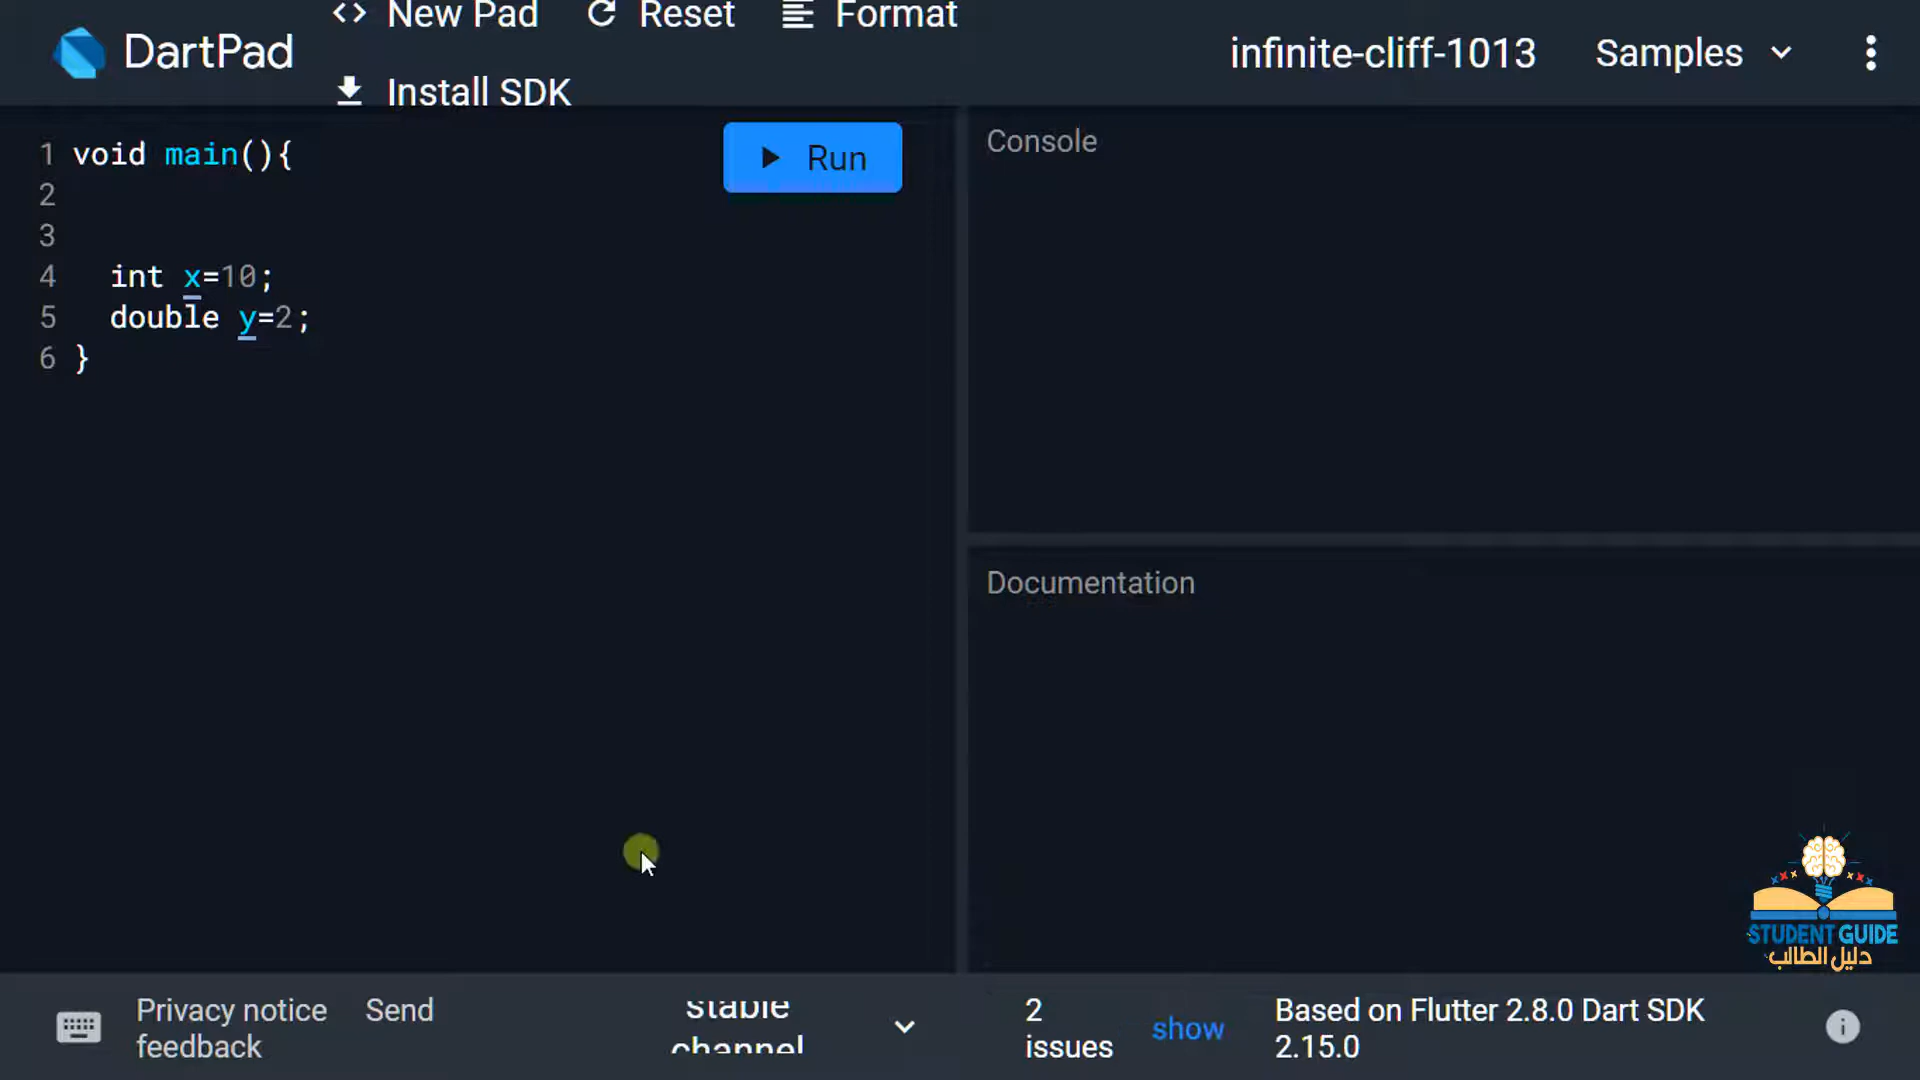 DartPad
<> New Pad
Reset
Format
Install SDK
infinite-cliff-1013
Samples
Run
1 void main(){
2
3
4 int x=10;
5 double y=2;
6 }
Console
Documentation
STUDENT GUIDE
دليل الطالب
Privacy notice
Send
feedback
stable
channel
2
issues
show
Based on Flutter 2.8.0 Dart SDK
2.15.0